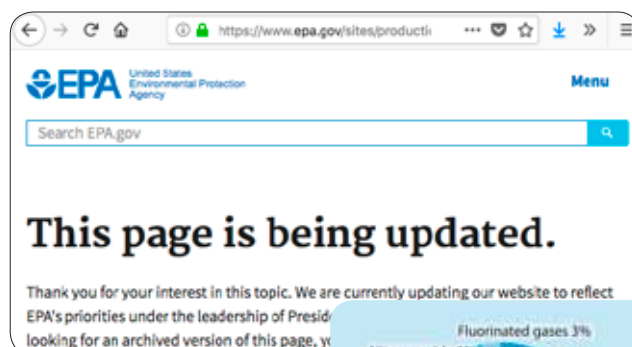 https://www.epa.gov/sites/producti
EPA
United States
Environmental Protection
Agency
Menu
Search EPA.gov
This page is being updated.
Thank you for your interest in this topic. We are currently updating our website to reflect
EPA's priorities under the leadership of Presid
looking for an archived version of this page, yo
Fluorinated gases 3%